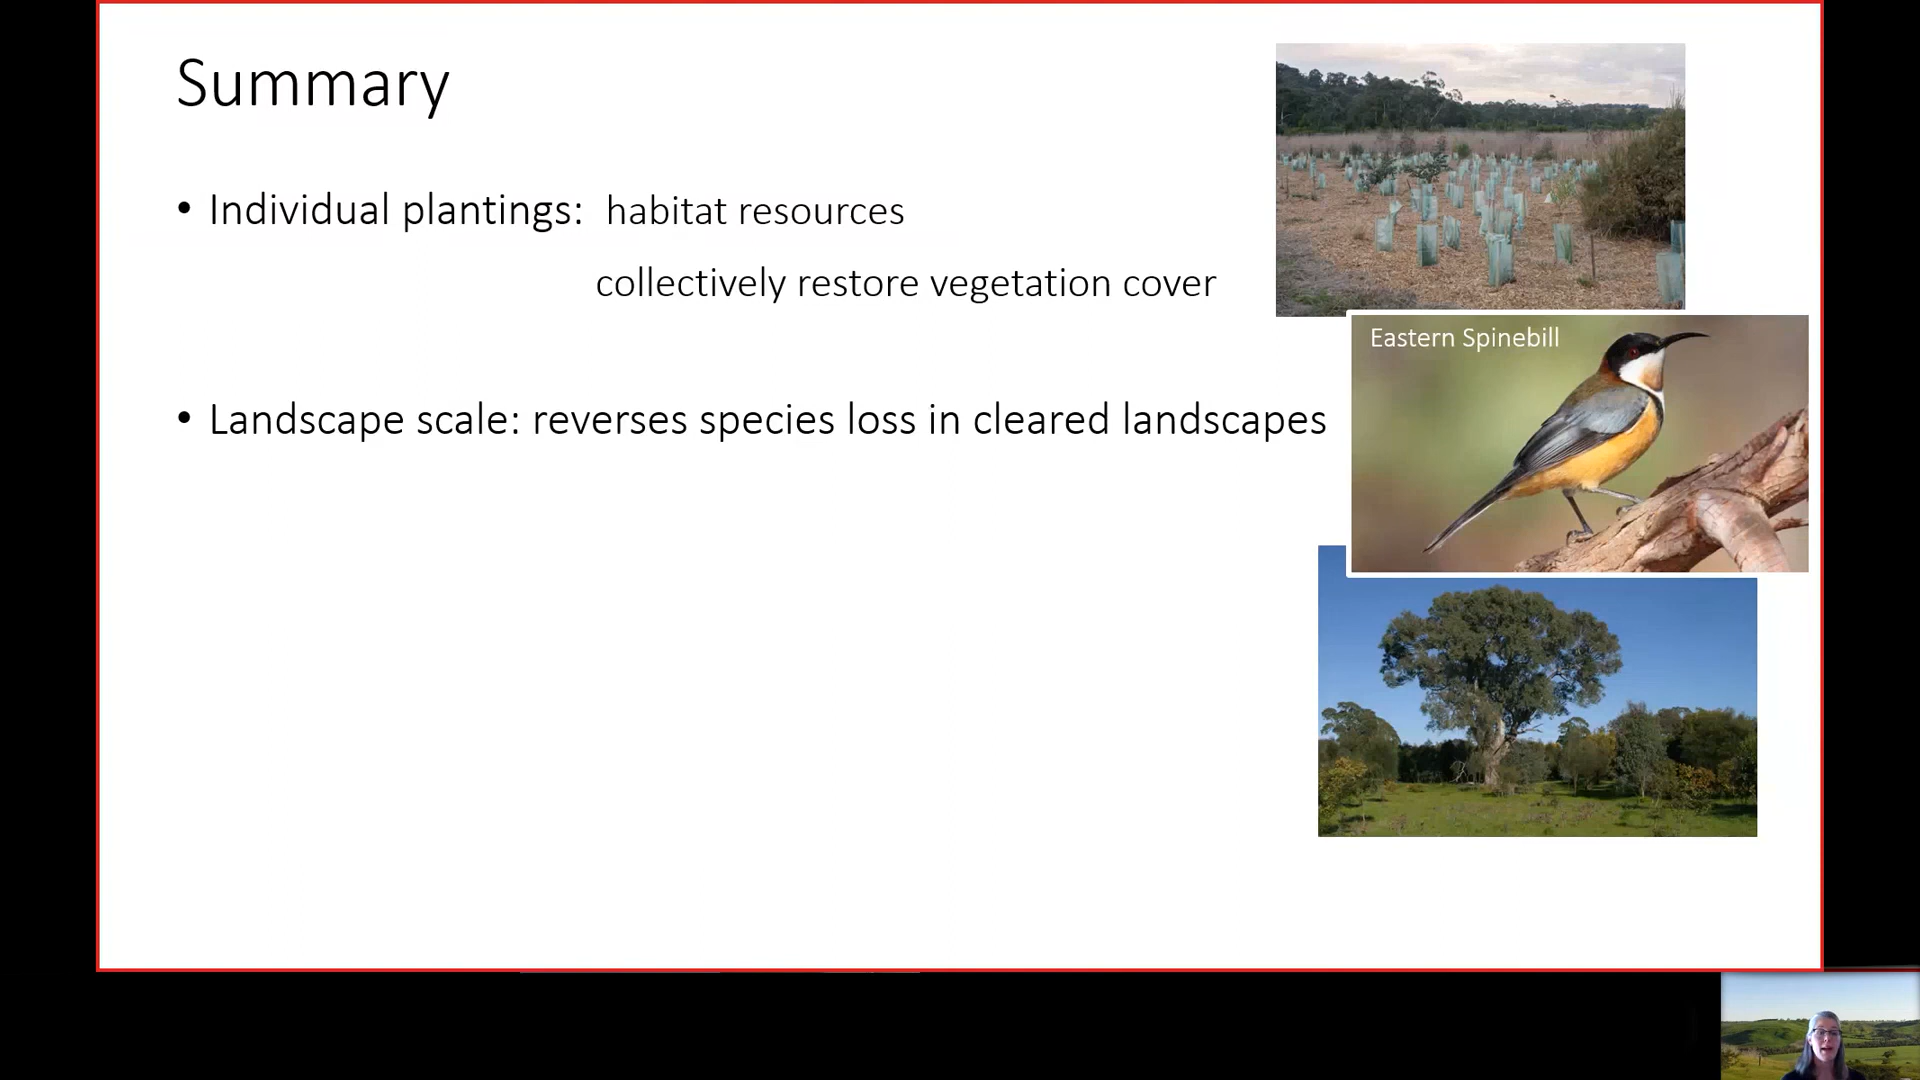 Summary
• Individual plantings: habitat resources
collectively restore vegetation cover
• Landscape scale: reverses species loss in cleared landscapes
Eastern Spinebill